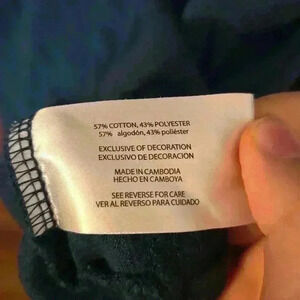 57% COTTON, 43% POLYESTER
57% algodón, 43% poliéster
EXCLUSIVE OF DECORATION
EXCLUSIVO DE DECORACION
MADE IN CAMBODIA
HECHO EN CAMBOYA
SEE REVERSE FOR CARE
VER AL REVERSO PARA CUIDADO